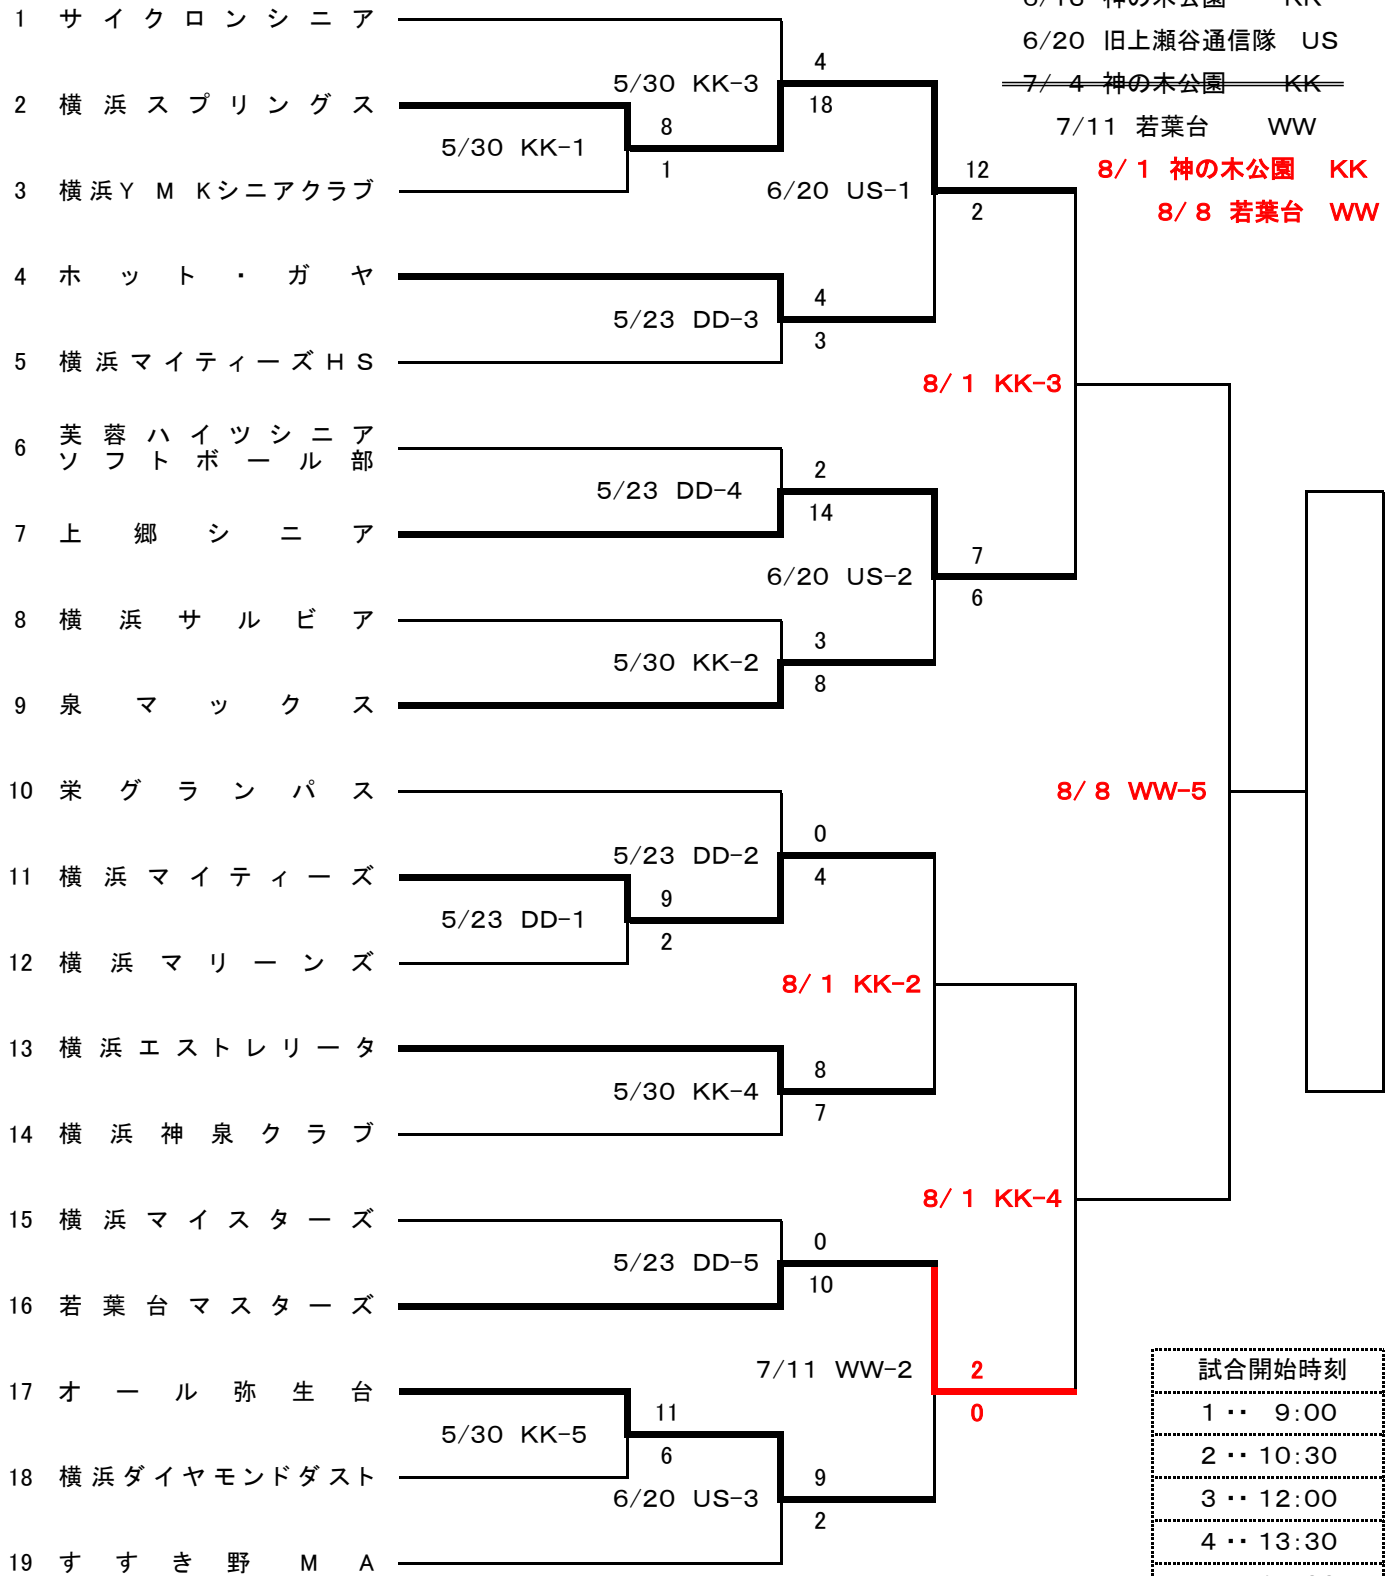 6/20 旧上瀬谷通信隊 US
7/ 4 神の木公園 KK
7/11 若葉台 WW
8/ 1 神の木公園 KK
8/ 8 若葉台 WW
1 サイクロンシニア
5/30 KK-3
4
18
2 横浜スプリングス
5/30 KK-1
8
1
3 横浜YMKシニアクラブ
6/20 US-1
12
2
4 ホット・ガヤ
5/23 DD-3
4
3
5 横浜マイティーズHS
8/ 1 KK-3
6 芙蓉ハイツシニア
ソフトボール部
5/23 DD-4
2
14
7 上郷シニア
6/20 US-2
7
6
8 横浜サルビア
5/30 KK-2
3
8
9 泉マックス
10 栄グランパス
8/ 8 WW-5
5/23 DD-2
0
4
11 横浜マイティーズ
5/23 DD-1
9
2
12 横浜マリーンズ
8/ 1 KK-2
13 横浜エストレリータ
5/30 KK-4
8
7
14 横浜神泉クラブ
8/ 1 KK-4
15 横浜マイスターズ
5/23 DD-5
0
10
16 若葉台マスターズ
7/11 WW-2
2
0
17 オール弥生台
5/30 KK-5
11
6
18 横浜ダイヤモンドダスト
6/20 US-3
9
2
19 すすき野MA
試合開始時刻
1 ‥ 9:00
2 ‥ 10:30
3 ‥ 12:00
4 ‥ 13:30